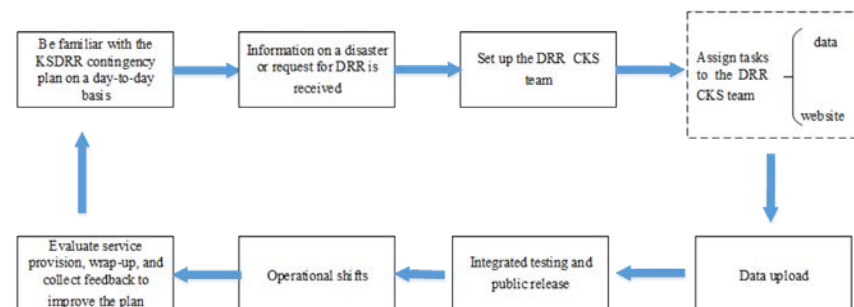 Be familiar with the
KSDRR contingency
plan on a day-to-day
basis
Information on a disaster
or request for DRR is
received
Set up the DRR CKS
team
Assign tasks
to the DRR
CKS team
data
website
Data upload
Integrated testing and
public release
Operational shifts
Evaluate service
provision, wrap-up, and
collect feedback to
improve the plan